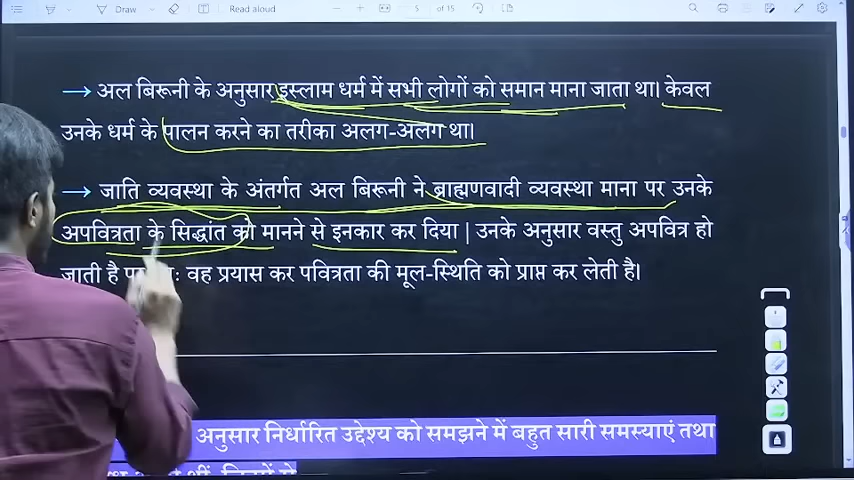 Draw
Read aloud
5 of 15
→ अल बिरूनी के अनुसार इस्लाम धर्म में सभी लोगों को समान माना जाता था। केवल
उनके धर्म के पालन करने का तरीका अलग-अलग था।
→ जाति व्यवस्था के अंतर्गत अल बिरूनी ने ब्राह्मणवादी व्यवस्था माना पर उनके
अपवित्रता के सिद्धांत को मानने से इनकार कर दिया | उनके अनुसार वस्तु अपवित्र हो
जाती है वह प्रयास कर पवित्रता की मूल-स्थिति को प्राप्त कर लेती है।
अनुसार निर्धारित उद्देश्य को समझने में बहुत सारी समस्याएं तथा